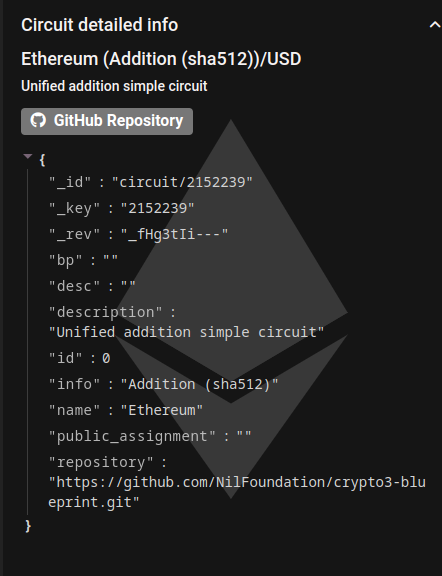 Circuit detailed info
Ethereum (Addition (sha512))/USD
Unified addition simple circuit
GitHub Repository
{
"_id" : "circuit/2152239"
"_key" : "2152239"
"_rev" : "_fHg3tIi---"
"bp" : ""
"desc" : ""
"description" :
"Unified addition simple circuit"
"id" : 0
"info" : "Addition (sha512)"
"name" : "Ethereum"
"public_assignment" : ""
"repository" :
"https://github.com/NilFoundation/crypto3-blu
eprint.git"
}